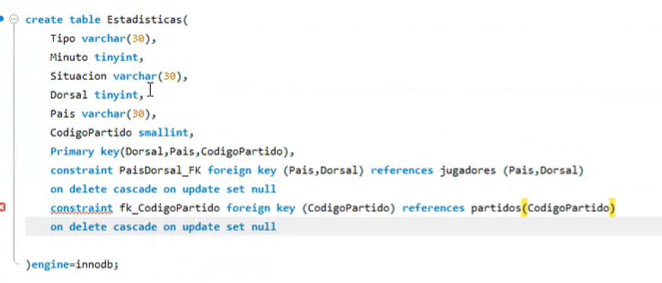 create table Estadisticas(
Tipo varchar(30),
Minuto tinyint,
Situacion varchar(30),
Dorsal tinyint,
Pais varchar(30),
CodigoPartido smallint,
Primary key(Dorsal,Pais,CodigoPartido),
constraint PaisDorsal_FK foreign key (Pais,Dorsal) references jugadores (Pais,Dorsal)
on delete cascade on update set null
constraint fk_CodigoPartido foreign key (CodigoPartido) references partidos(CodigoPartido)
on delete cascade on update set null
)engine=innodb;